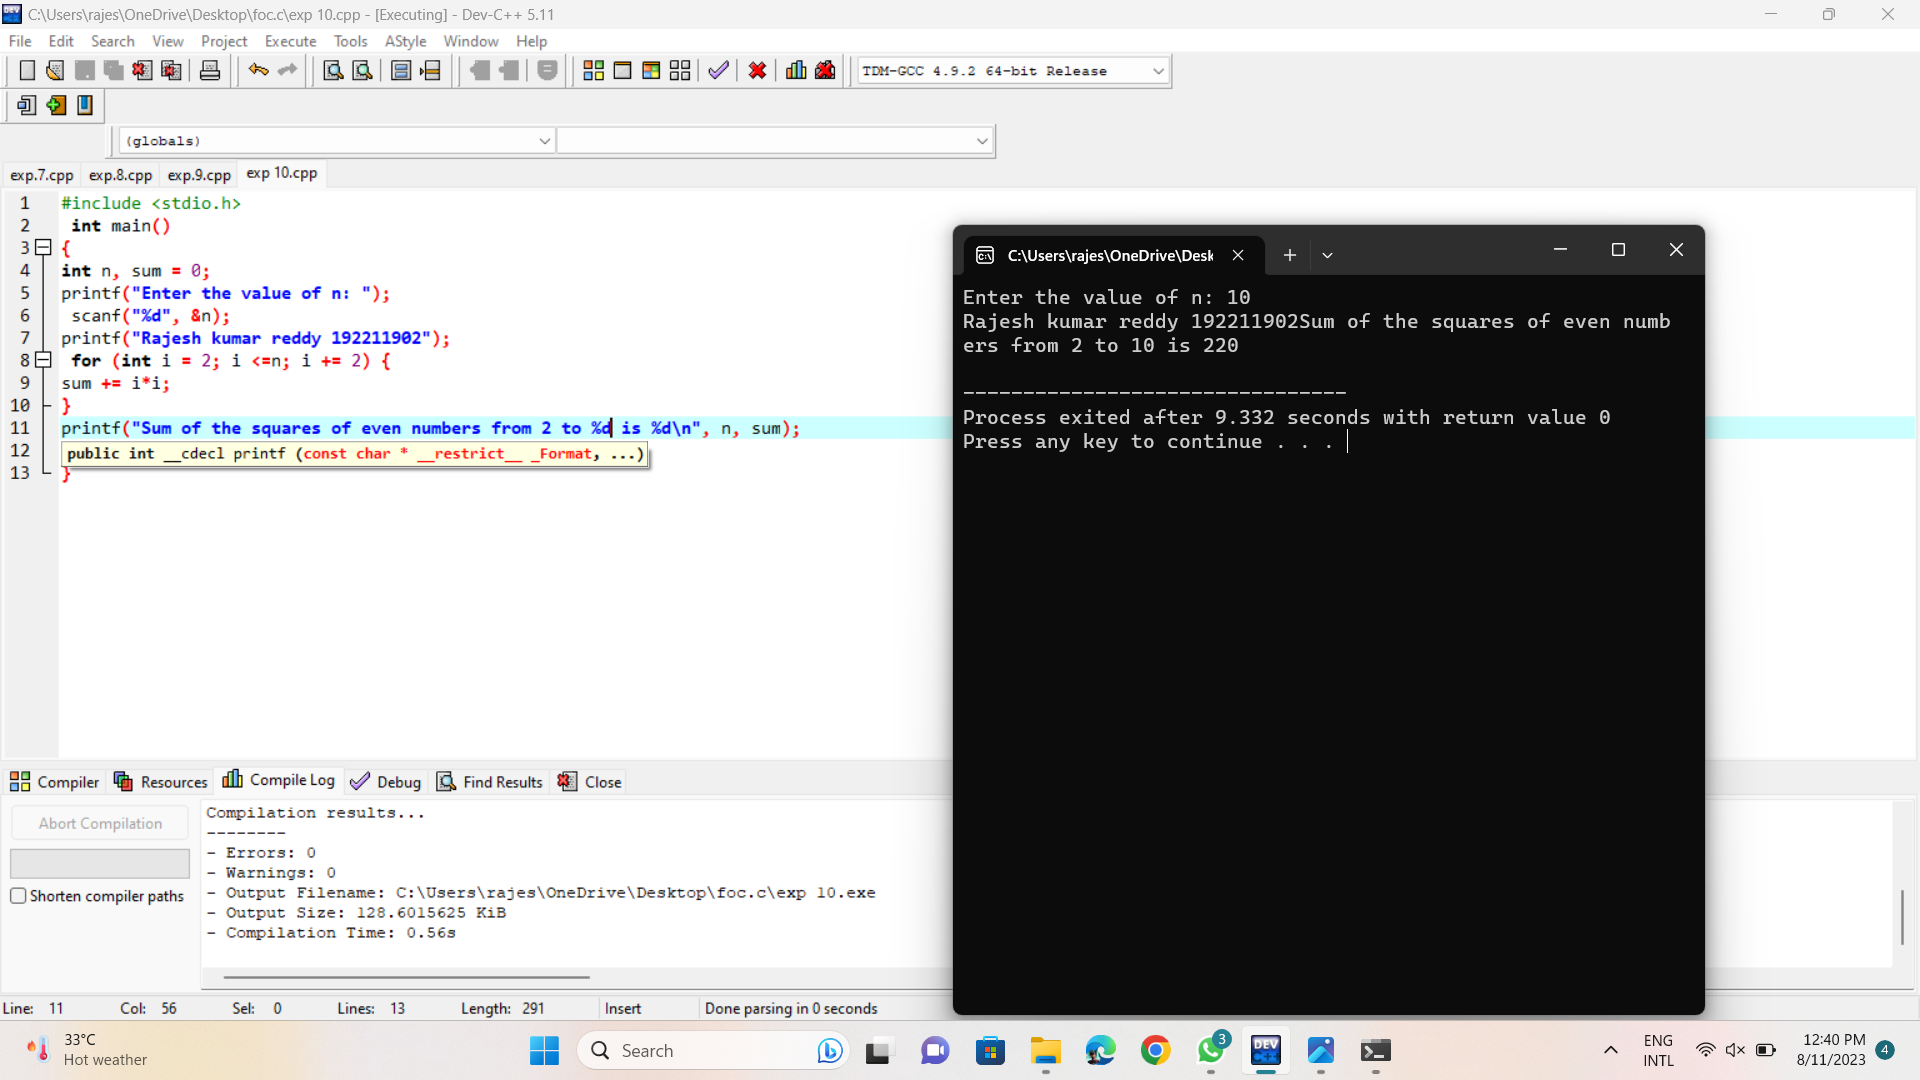 C:\Users\rajes\OneDrive\Desktop\foc.c\exp 10.cpp - [Executing] - Dev-C++ 5.11
File Edit Search View Project Execute Tools AStyle Window Help
TDM-GCC 4.9.2 64-bit Release
(globals)
exp.7.cpp exp.8.cpp exp.9.cpp exp 10.cpp
1 #include <stdio.h>
2 int main()
3 {
4 int n, sum = 0;
5 printf("Enter the value of n: ");
6 scanf("%d", &n);
7 printf("Rajesh kumar reddy 192211902");
8 for (int i = 2; i <=n; i += 2) {
9 sum += i*i;
10 }
11 printf("Sum of the squares of even numbers from 2 to %d is %d\n", n, sum);
12 public int __cdecl printf (const char * __restrict__ _Format, ...)
13 }
C:\Users\rajes\OneDrive\Desk
Enter the value of n: 10
Rajesh kumar reddy 192211902Sum of the squares of even numb
ers from 2 to 10 is 220
--------------------------------
Process exited after 9.332 seconds with return value 0
Press any key to continue . . .
Compiler Resources Compile Log Debug Find Results Close
Abort Compilation
Shorten compiler paths
Compilation results...
--------
- Errors: 0
- Warnings: 0
- Output Filename: C:\Users\rajes\OneDrive\Desktop\foc.c\exp 10.exe
- Output Size: 128.6015625 KiB
- Compilation Time: 0.56s
Line: 11 Col: 56 Sel: 0 Lines: 13 Length: 291 Insert Done parsing in 0 seconds
33°C
Hot weather
Search
3
DEV C++
ENG
INTL
12:40 PM
8/11/2023
4